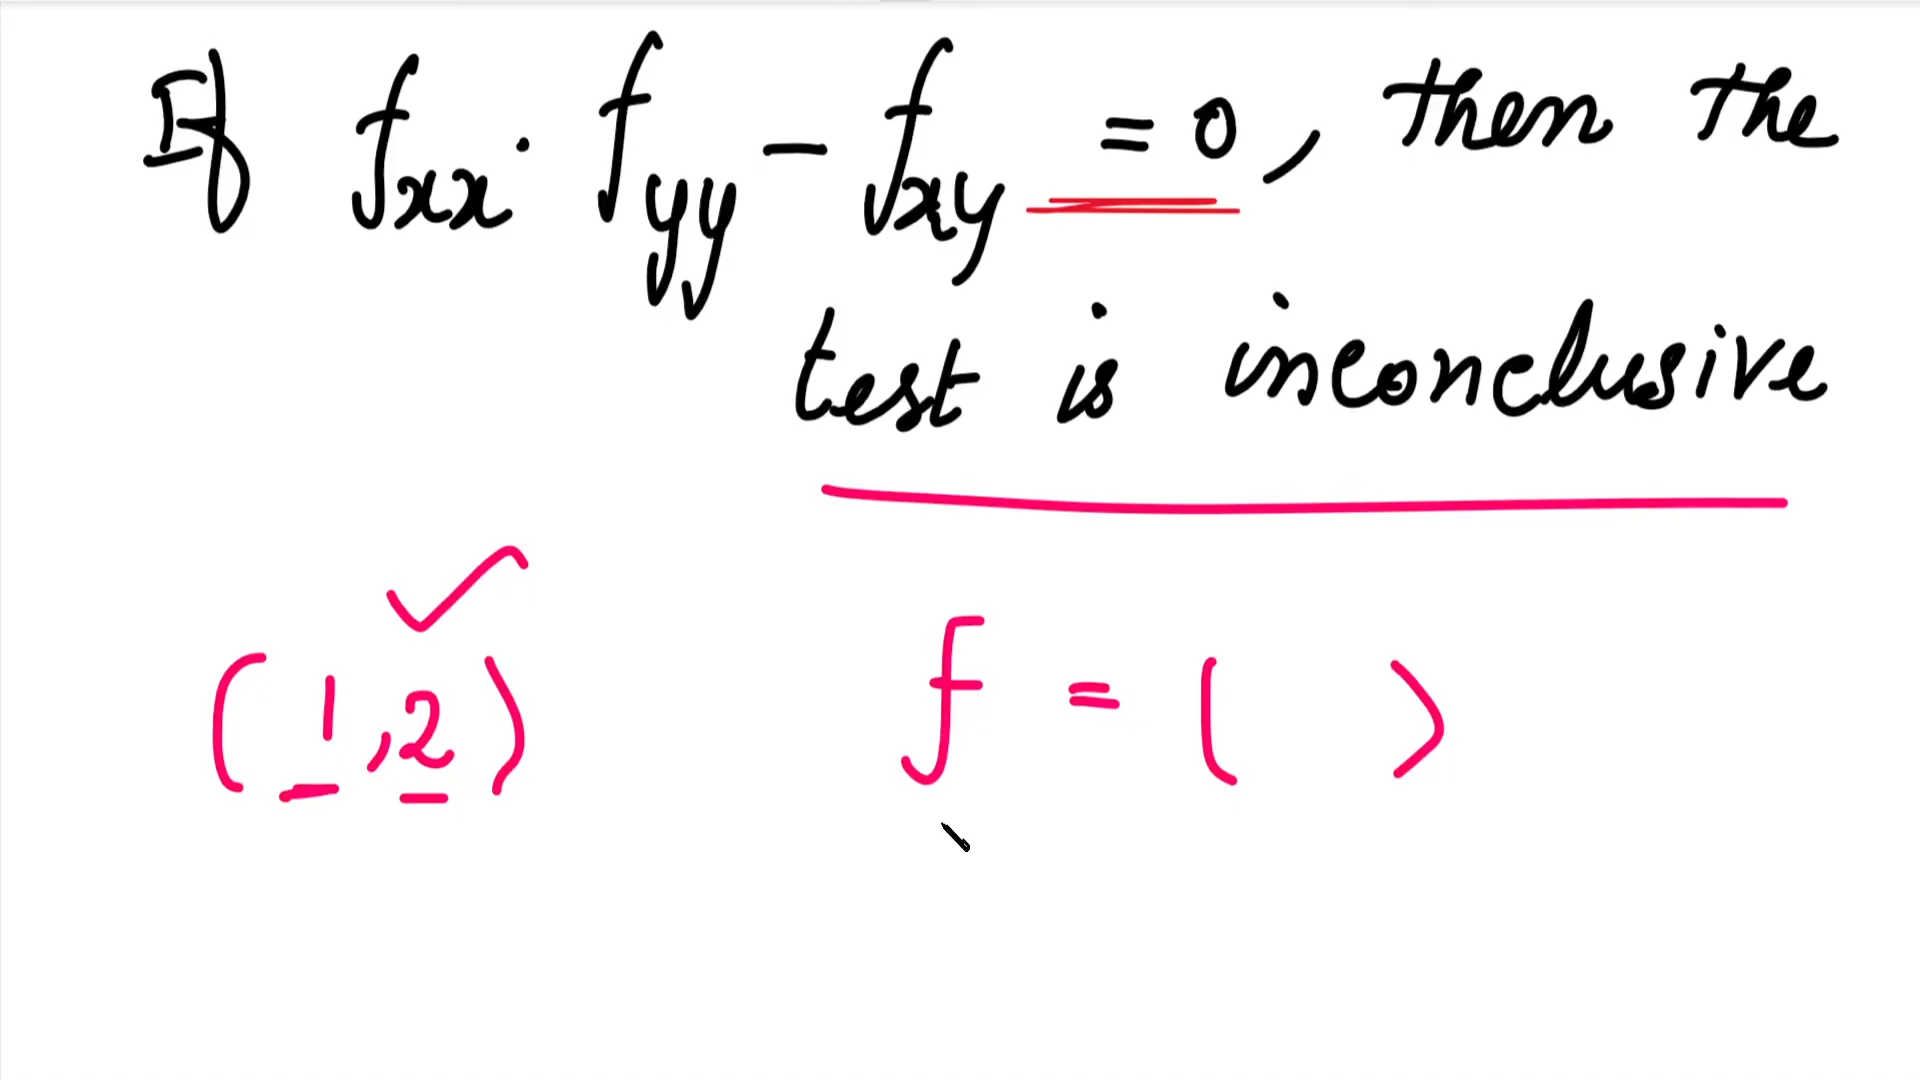 If fxx · fyy - fxy = 0, then the
test is inconclusive
(1,2) f = ( )